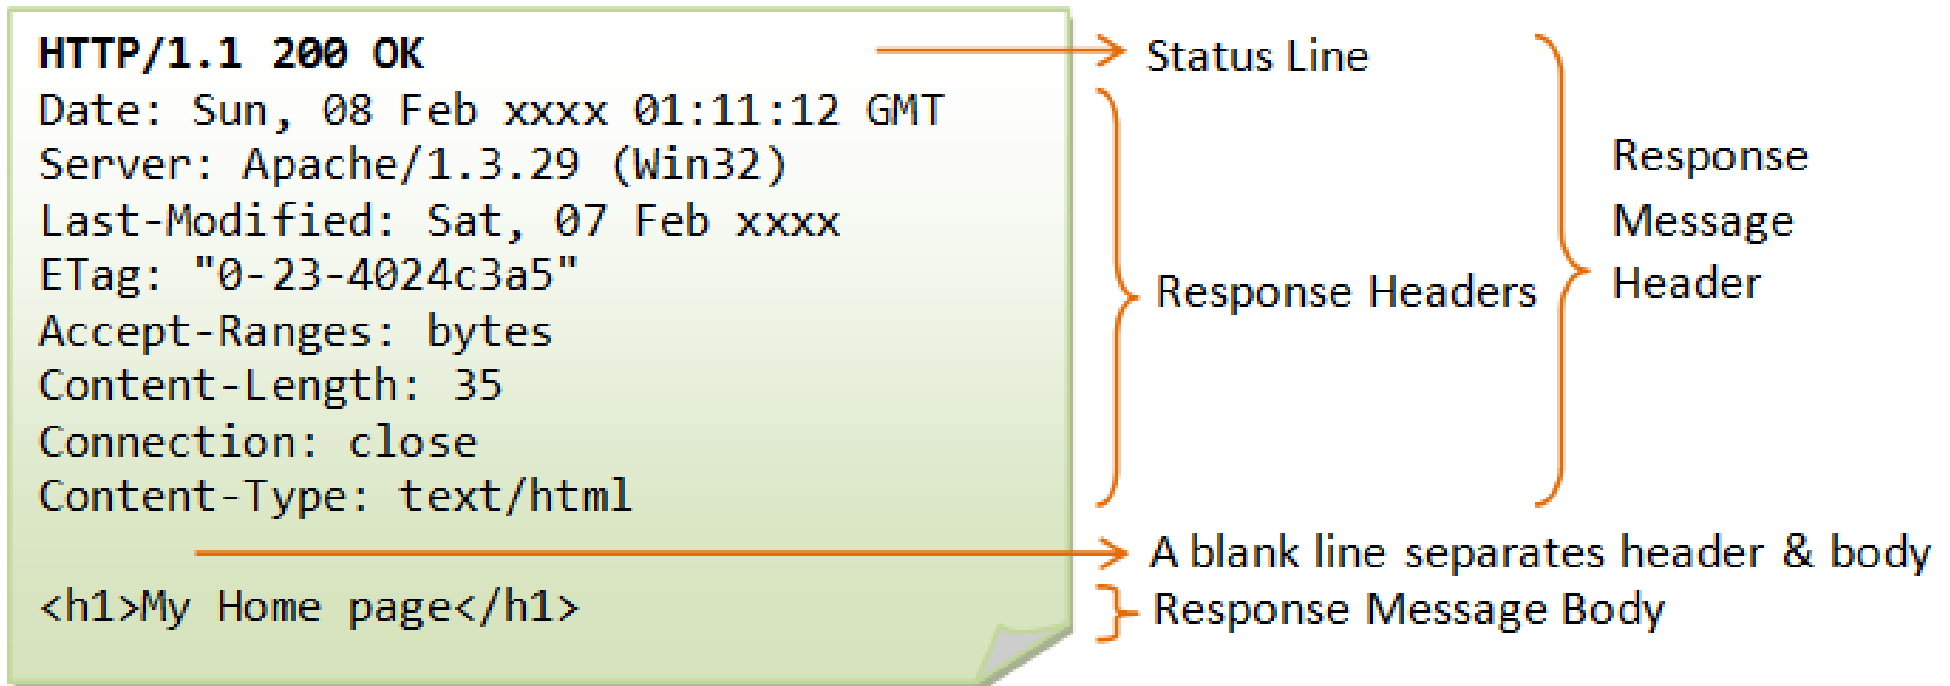 HTTP/1.1 200 OK
Date: Sun, 08 Feb xxxx 01:11:12 GMT
Server: Apache/1.3.29 (Win32)
Last-Modified: Sat, 07 Feb xxxx
ETag: "0-23-4024c3a5"
Accept-Ranges: bytes
Content-Length: 35
Connection: close
Content-Type: text/html
<h1>My Home page</h1>
Status Line
Response Headers
Response
Message
Header
A blank line separates header & body
Response Message Body